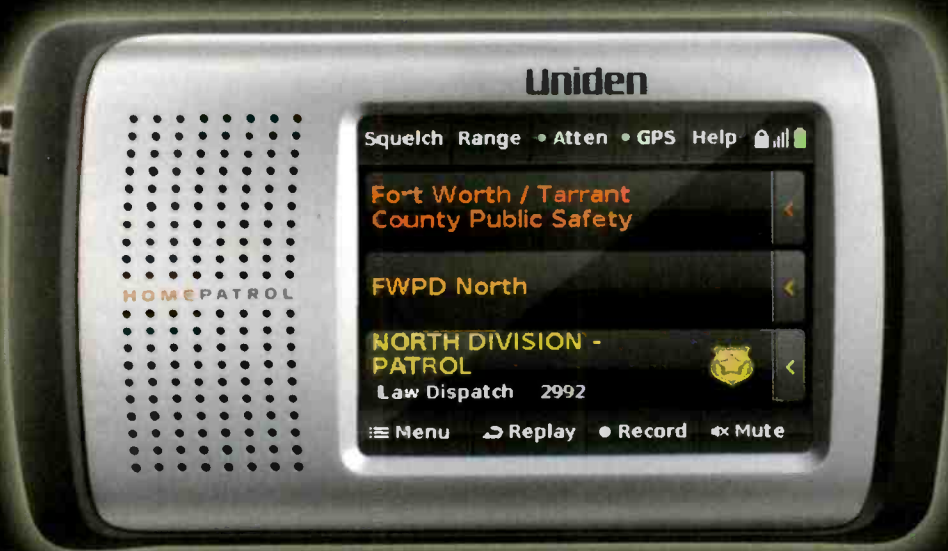 Uniden
Squelch Range • Atten • GPS Help
Fort Worth / Tarrant
County Public Safety
FWPD North
HOMEPATROL
NORTH DIVISION -
PATROL
Law Dispatch 2992
Menu Replay Record Mute